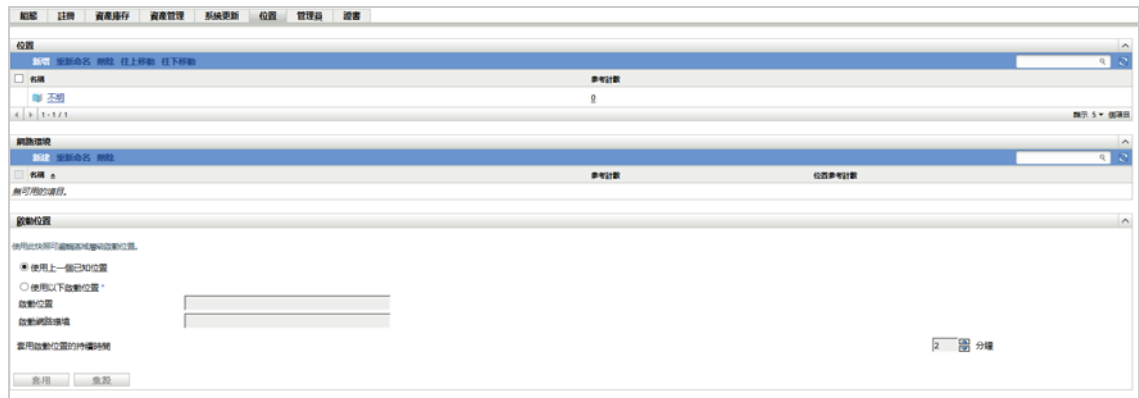 組態 註冊 資產庫存 資產管理 系統更新 位置 管理員 證書
位置
新增 重新命名 刪除 往上移動 往下移動
名稱 參考計數
不明 0
1 - 1 / 1 顯示 5 個項目
網路環境
新建 重新命名 刪除
名稱 參考計數 位置參考計數
無可用的項目。
啟動位置
使用此快照可編輯區域層級啟動位置。
使用上一個已知位置
使用以下啟動位置 *
啟動位置
啟動網路環境
套用啟動位置的持續時間 2 分鐘
套用 重設